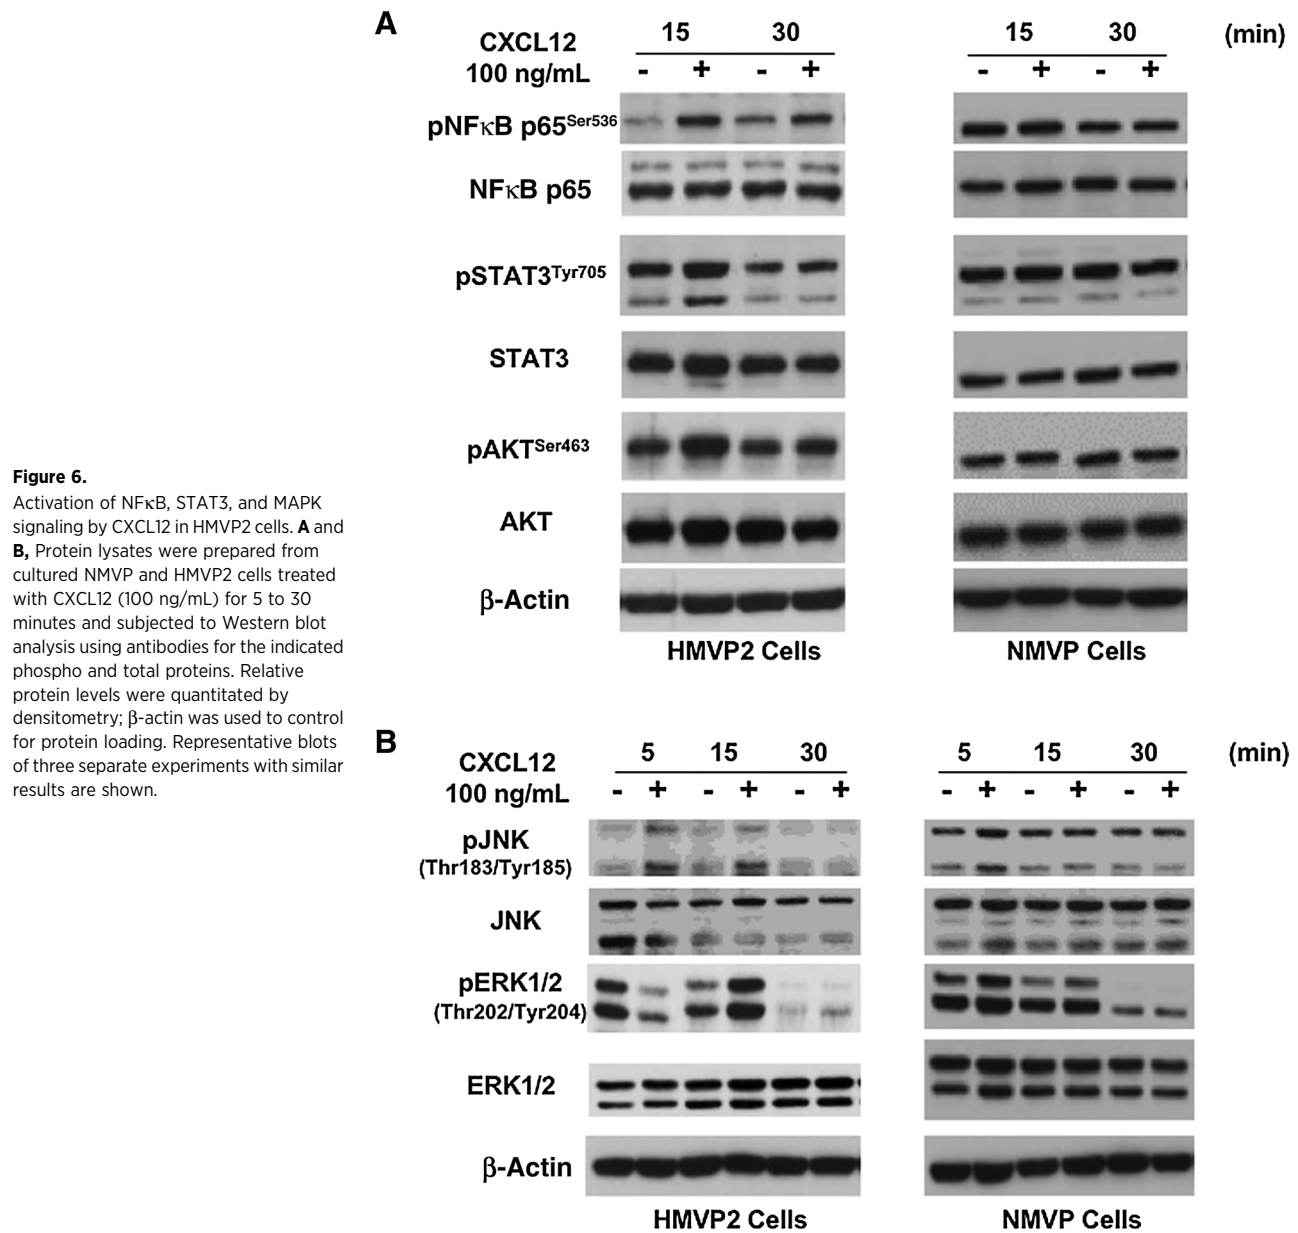 A
CXCL12
100 ng/mL
15 30 15 30 (min)
- + - + - + - +
pNFκB p65Ser536
NFκB p65
pSTAT3Tyr705
STAT3
pAKTSer463
AKT
β-Actin
HMVP2 Cells NMVP Cells
Figure 6.
Activation of NFκB, STAT3, and MAPK
signaling by CXCL12 in HMVP2 cells. A and
B, Protein lysates were prepared from
cultured NMVP and HMVP2 cells treated
with CXCL12 (100 ng/mL) for 5 to 30
minutes and subjected to Western blot
analysis using antibodies for the indicated
phospho and total proteins. Relative
protein levels were quantitated by
densitometry; β-actin was used to control
for protein loading. Representative blots
of three separate experiments with similar
results are shown.
B
CXCL12
100 ng/mL
5 15 30 5 15 30 (min)
- + - + - + - + - + - +
pJNK
(Thr183/Tyr185)
JNK
pERK1/2
(Thr202/Tyr204)
ERK1/2
β-Actin
HMVP2 Cells NMVP Cells